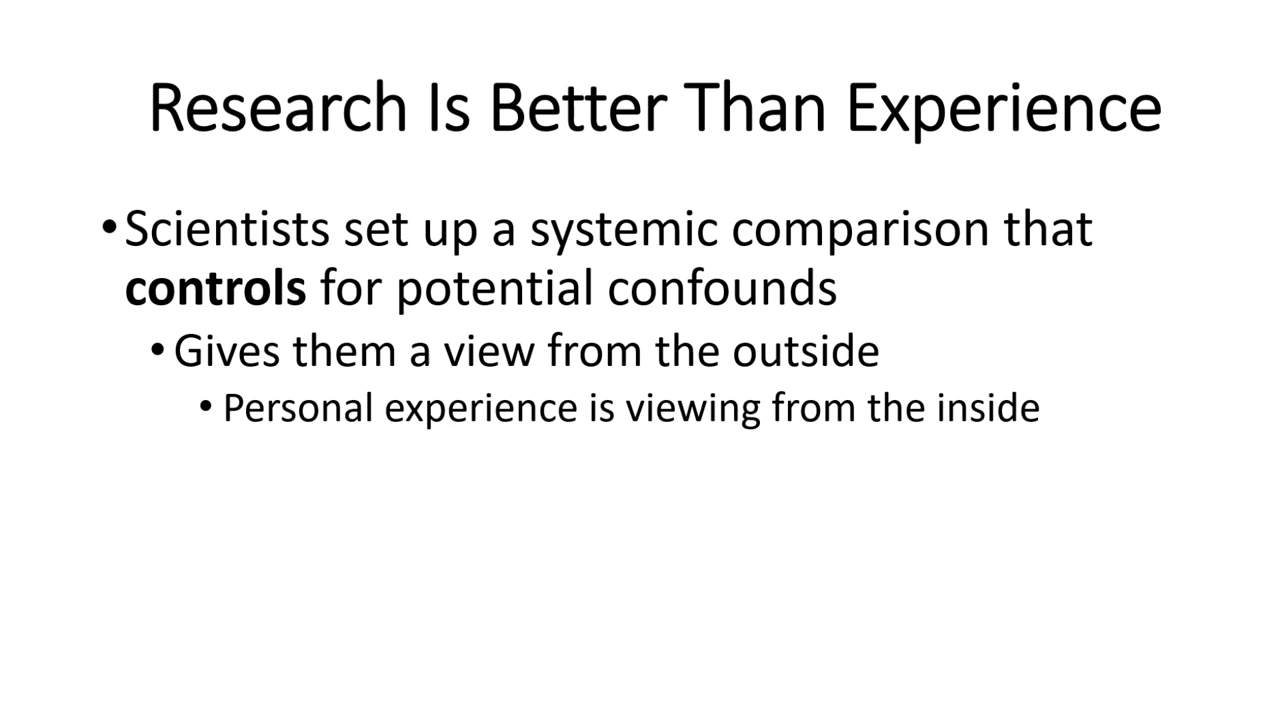 Research Is Better Than Experience
•Scientists set up a systemic comparison that
controls for potential confounds
• Gives them a view from the outside
• Personal experience is viewing from the inside